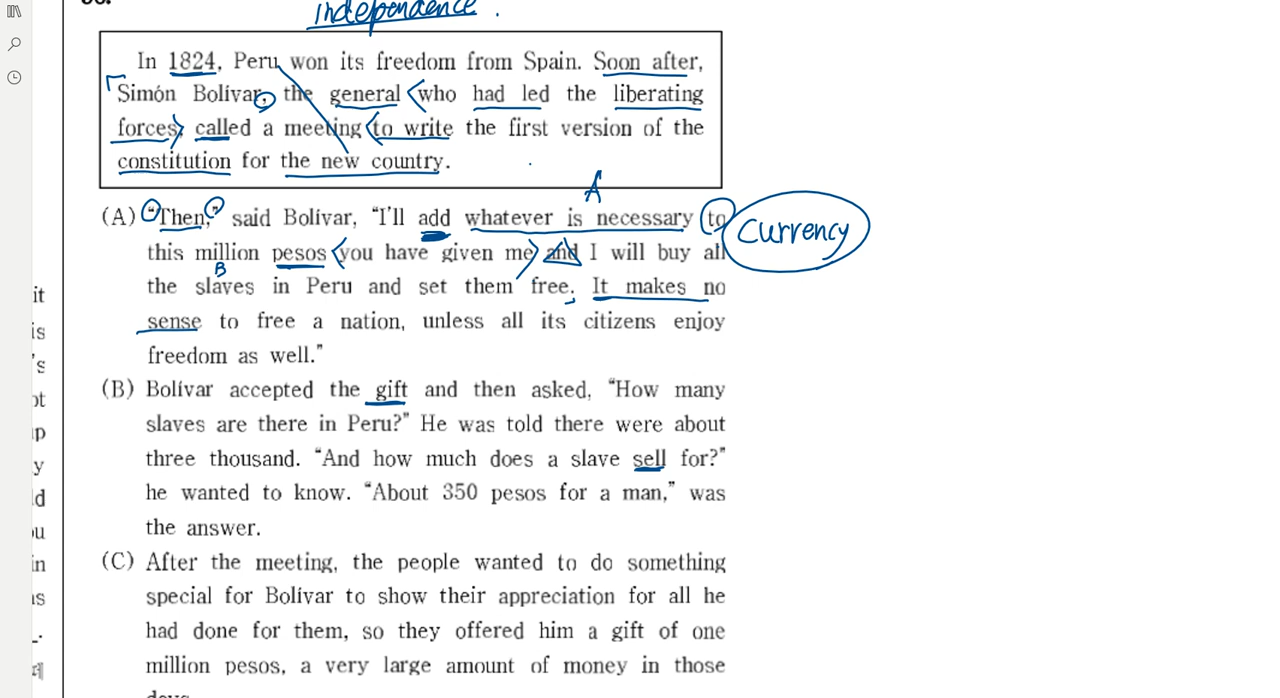 independence.
In 1824, Peru won its freedom from Spain. Soon after,
Simón Bolívar, the general who had led the liberating
forces, called a meeting to write the first version of the
constitution for the new country.
A
(A) "Then," said Bolívar, "I'll add whatever is necessary to
currency
this million pesos you have given me and I will buy all
B
the slaves in Peru and set them free. It makes no
sense to free a nation, unless all its citizens enjoy
freedom as well."
(B) Bolívar accepted the gift and then asked, "How many
slaves are there in Peru?" He was told there were about
three thousand. "And how much does a slave sell for?"
he wanted to know. "About 350 pesos for a man," was
the answer.
(C) After the meeting, the people wanted to do something
special for Bolívar to show their appreciation for all he
had done for them, so they offered him a gift of one
million pesos, a very large amount of money in those
it
is
's
ot
up
y
ld
ou
in
as